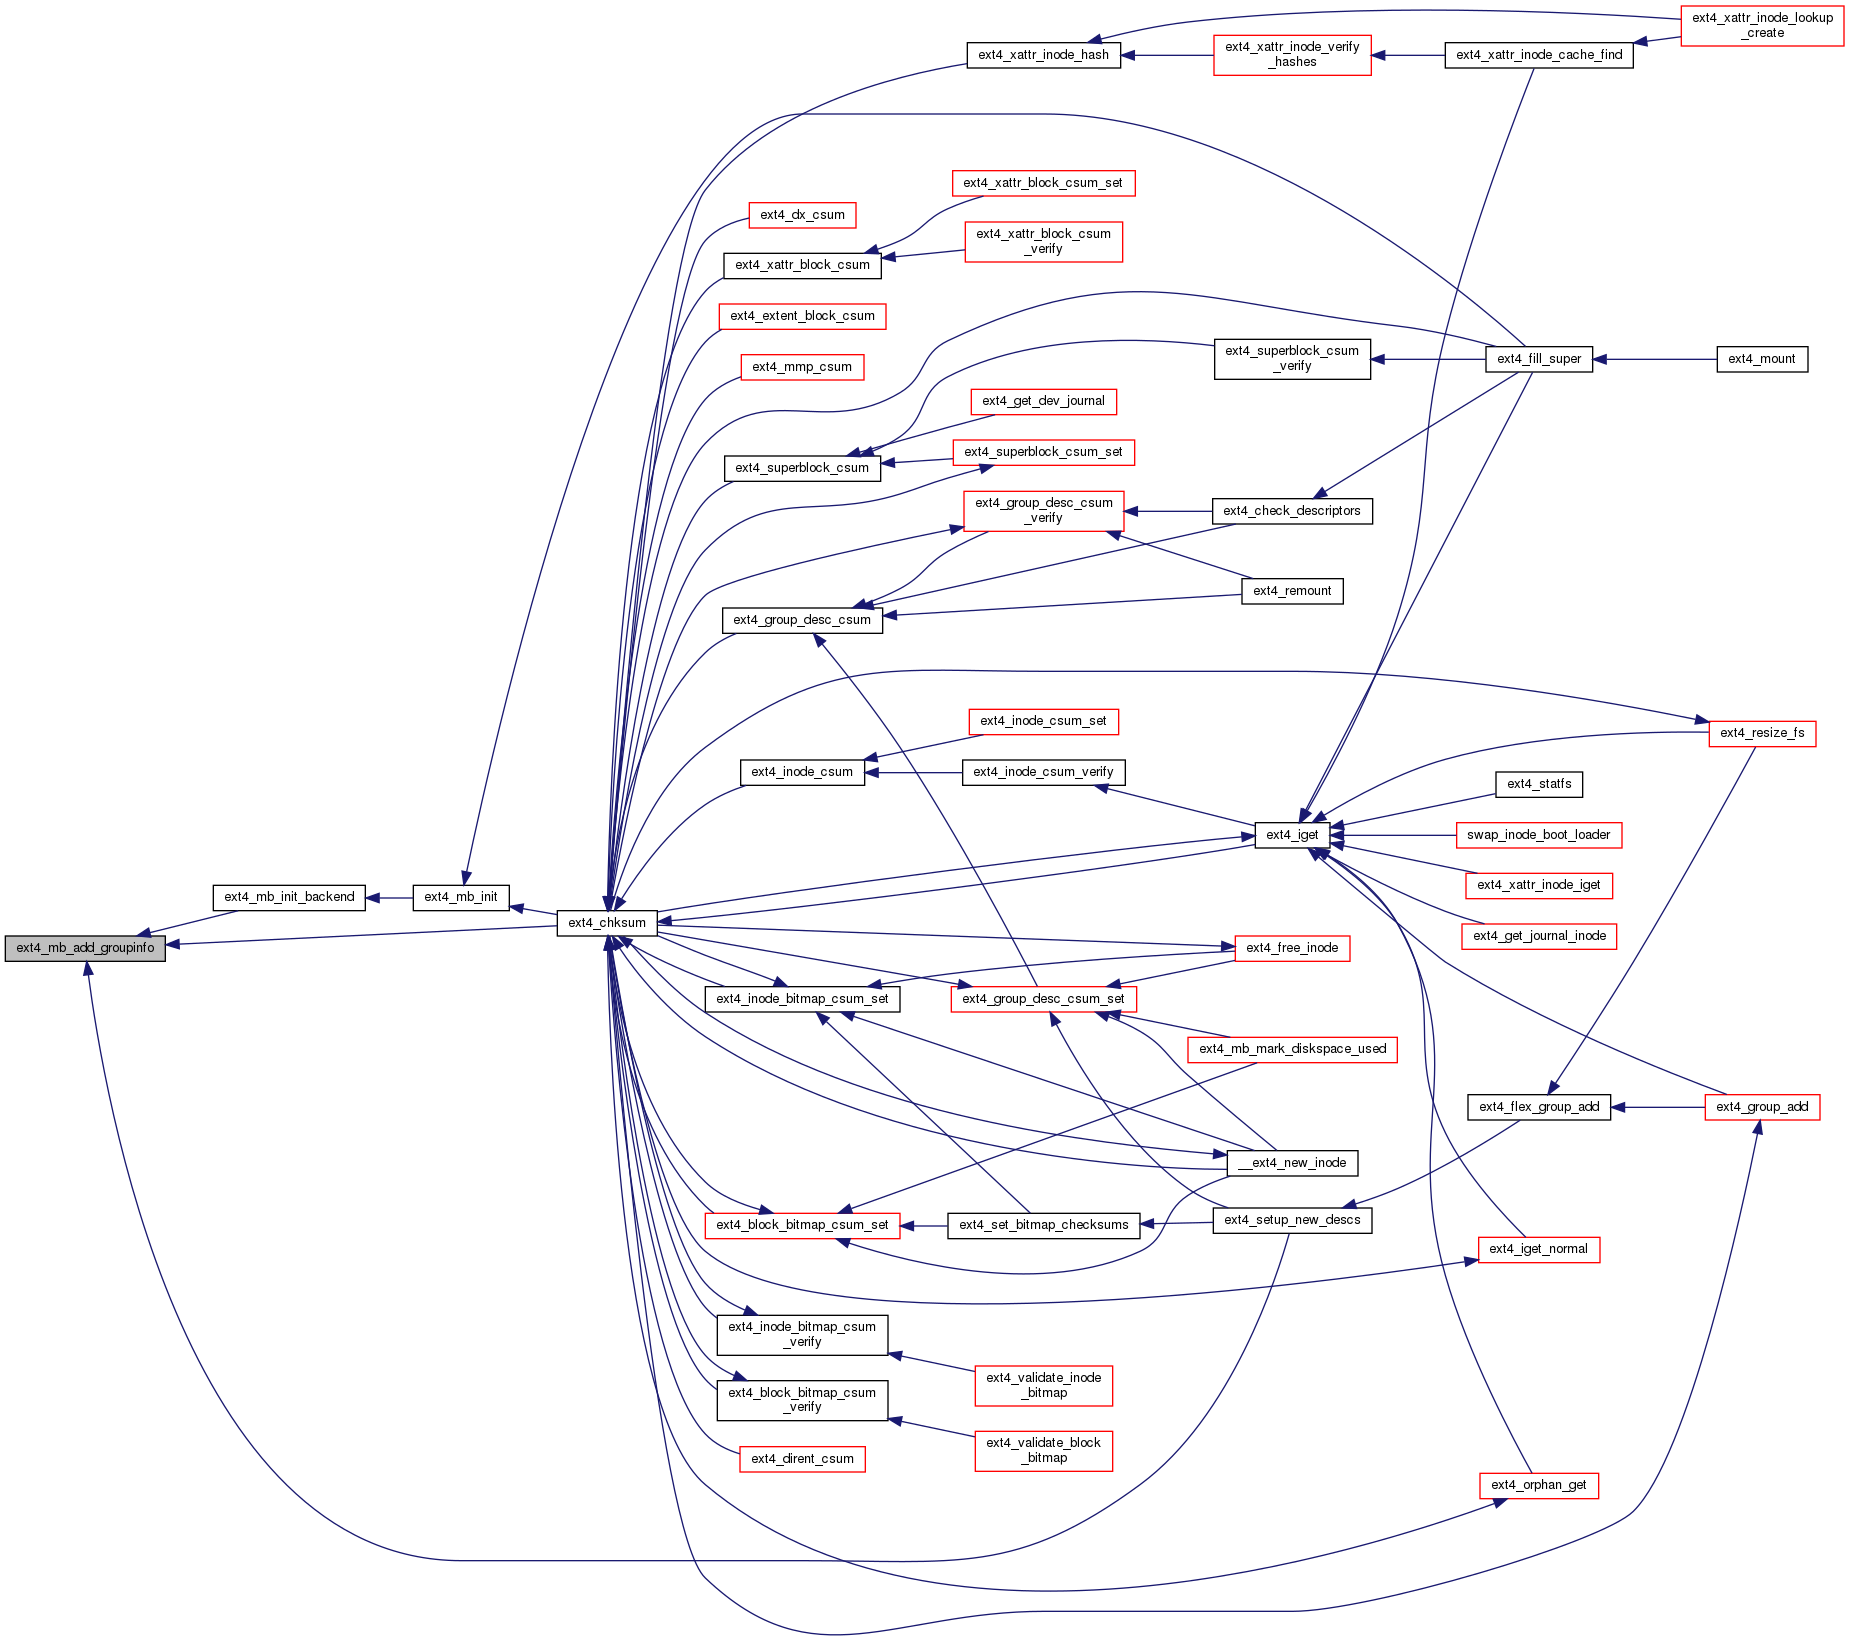 ext4_xattr_inode_lookup
_create
ext4_xattr_inode_hash
ext4_xattr_inode_verify
_hashes
ext4_xattr_inode_cache_find
ext4_xattr_block_csum_set
ext4_dx_csum
ext4_xattr_block_csum
_verify
ext4_xattr_block_csum
ext4_extent_block_csum
ext4_mmp_csum
ext4_superblock_csum
_verify
ext4_fill_super
ext4_mount
ext4_get_dev_journal
ext4_superblock_csum_set
ext4_superblock_csum
ext4_group_desc_csum
_verify
ext4_check_descriptors
ext4_remount
ext4_group_desc_csum
ext4_inode_csum_set
ext4_resize_fs
ext4_inode_csum
ext4_inode_csum_verify
ext4_statfs
ext4_iget
swap_inode_boot_loader
ext4_xattr_inode_iget
ext4_mb_init_backend
ext4_mb_init
ext4_chksum
ext4_get_journal_inode
ext4_mb_add_groupinfo
ext4_free_inode
ext4_inode_bitmap_csum_set
ext4_group_desc_csum_set
ext4_mb_mark_diskspace_used
ext4_flex_group_add
ext4_group_add
__ext4_new_inode
ext4_block_bitmap_csum_set
ext4_set_bitmap_checksums
ext4_setup_new_descs
ext4_iget_normal
ext4_inode_bitmap_csum
_verify
ext4_validate_inode
_bitmap
ext4_block_bitmap_csum
_verify
ext4_validate_block
_bitmap
ext4_dirent_csum
ext4_orphan_get